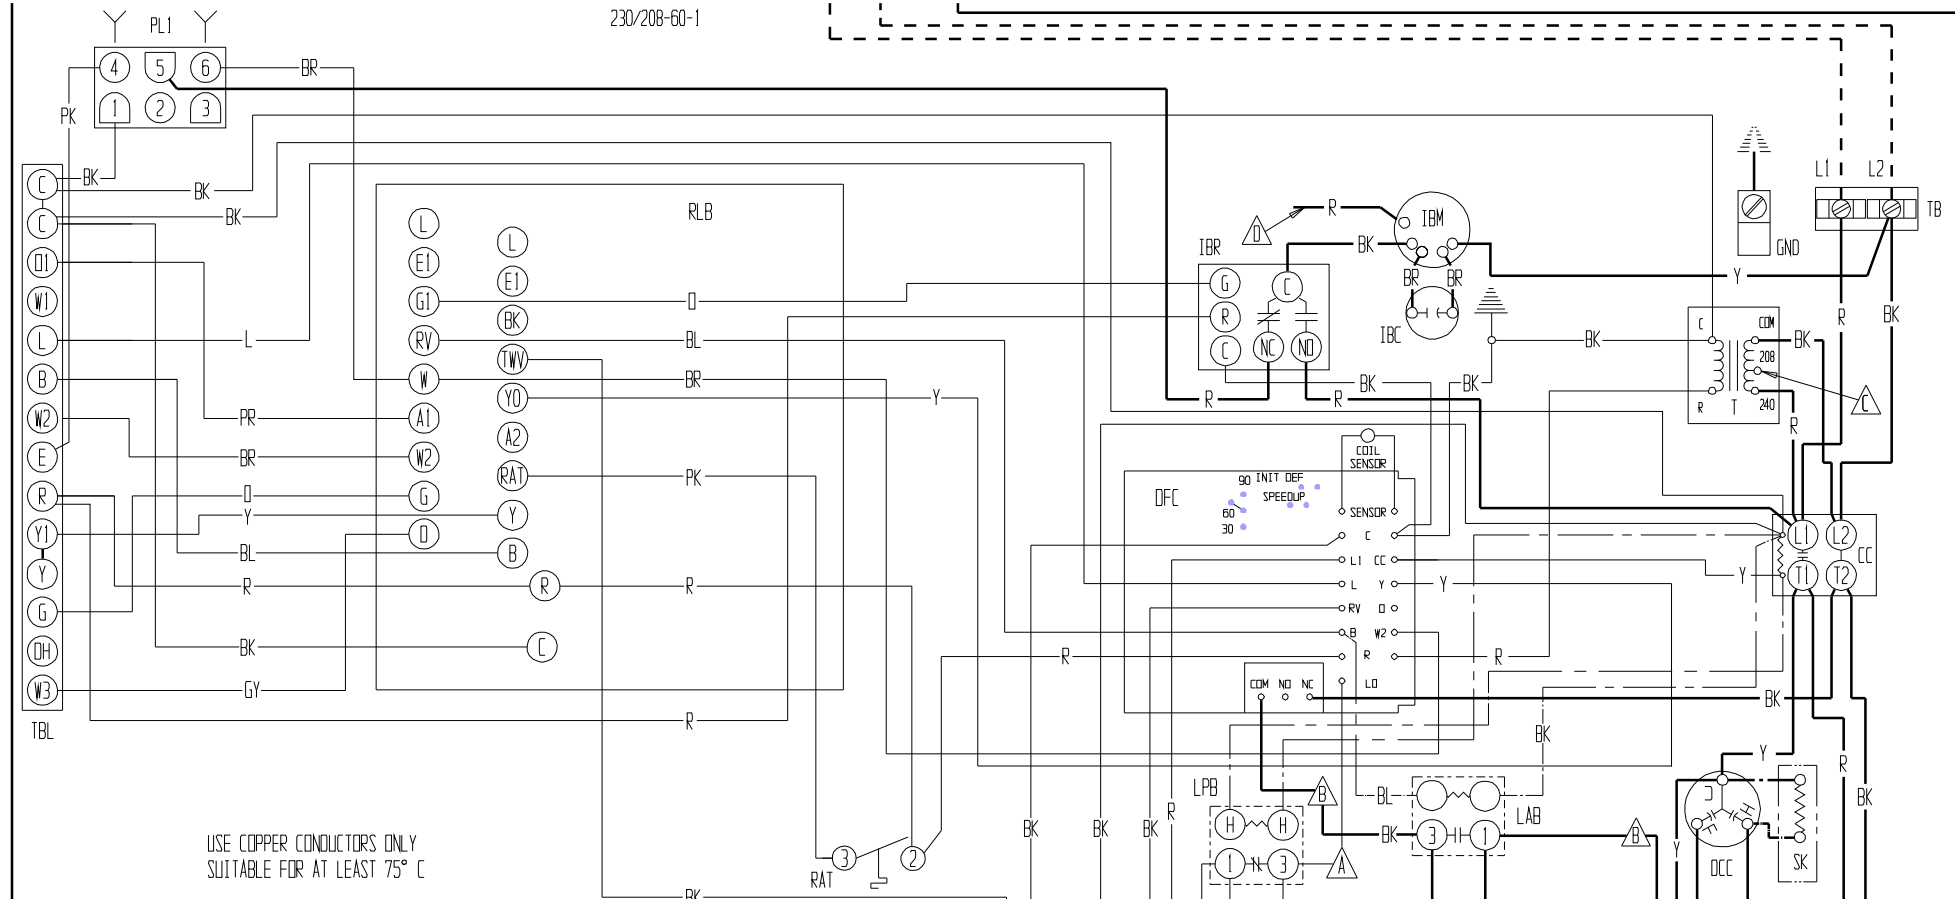 230/208-60-1
PL1
4 5 6
BR
1 2 3
PK
BK
BK
BK
C
C
O1
W1
L
B
W2
E
R
Y1
Y
G
OH
W3
TBL
L
PR
BR
O
Y
BL
R
BK
GY
RLB
L
E1
G1
RV
W
A1
W2
G
O
L
E1
BK
TWV
YO
A2
RAT
Y
B
R
C
O
BL
BR
Y
PK
R
R
R
RAT
3 2
BK
USE COPPER CONDUCTORS ONLY
SUITABLE FOR AT LEAST 75° C
D
R
IBM
BK
BR BR
IBC
IBR
G
R
C
C
NC NO
R R
BK
BK
BK
Y
L1 L2
TB
GND
R
BK
C COM
BK
208
240
R T
C
R
COIL
SENSOR
DFC
90 INIT DEF
SPEEDUP
60
30
SENSOR
C
L1 CC
L Y
RV O
B W2
R
LO
COM NO NC
Y
R
Y
L1 L2
T1 T2
CC
BK
BK
LPB
H H
1 3
A
B
BL
BK
3 1
LAB
B
BK
BK
BK
R
Y
Y
R
BK
C
F
H
OCC
SK